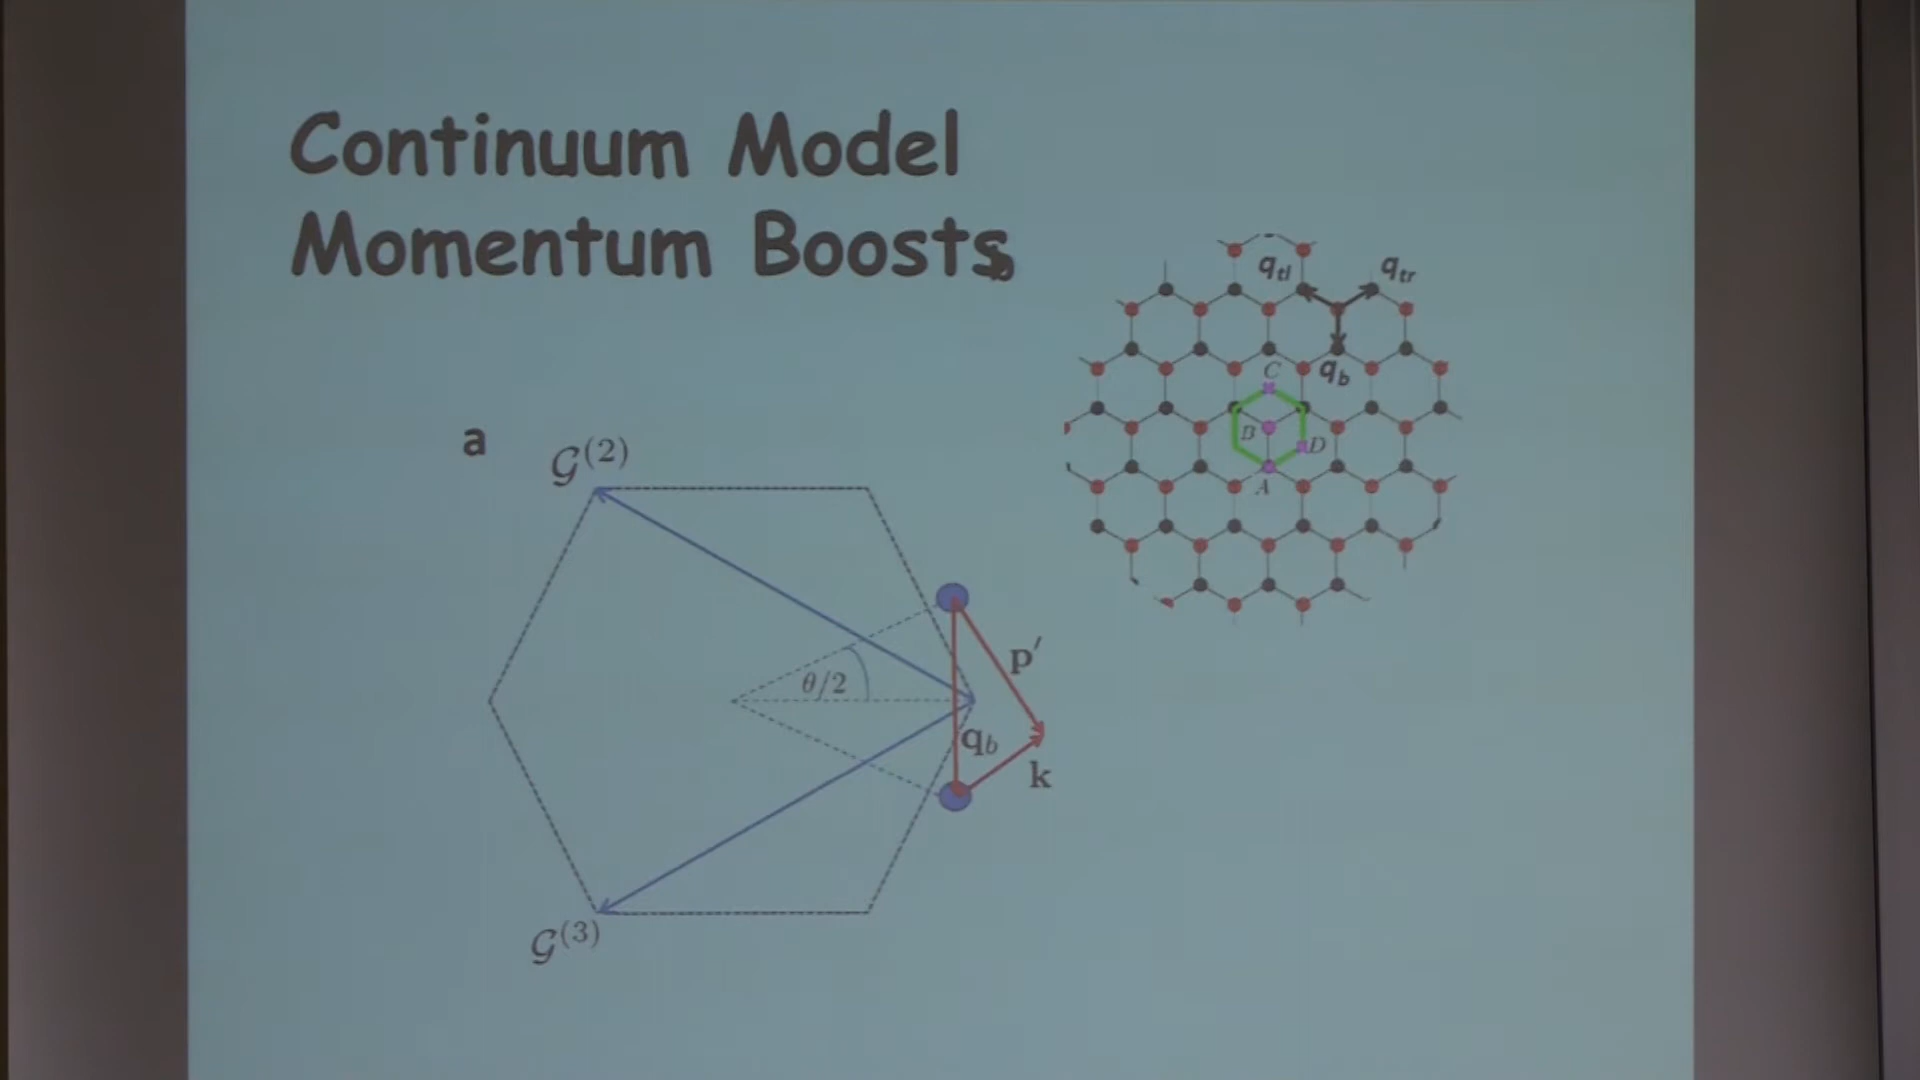 Continuum Model
Momentum Boosts
q_tl
q_tr
q_b
C
B
D
A
a
𝒢^(2)
p′
θ/2
q_b
k
𝒢^(3)